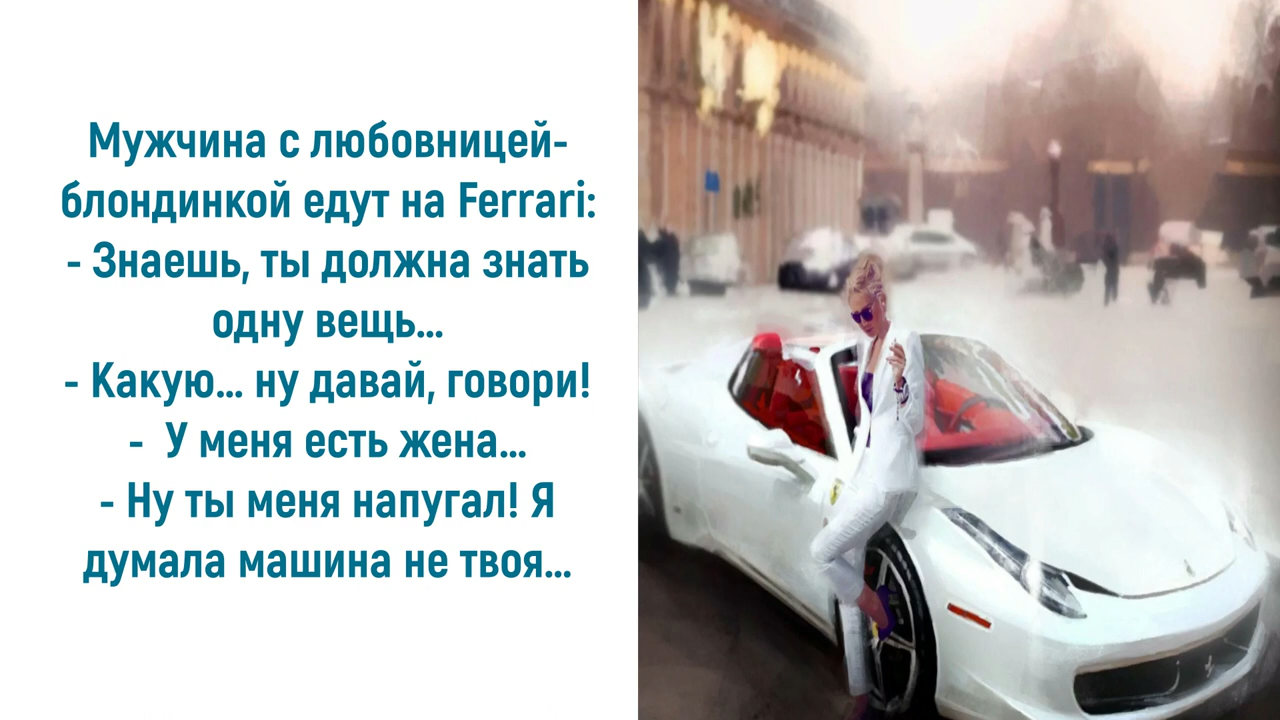 Мужчина с любовницей-
блондинкой едут на Ferrari:
- Знаешь, ты должна знать
одну вещь...
- Какую... ну давай, говори!
-  У меня есть жена...
- Ну ты меня напугал! Я
думала машина не твоя...